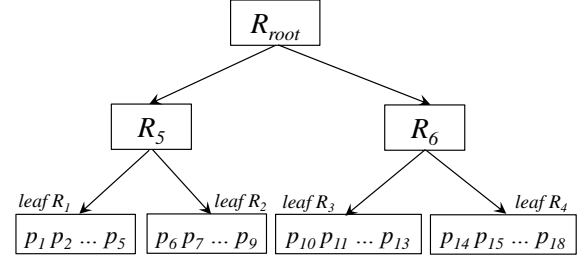 R_root
R_5 R_6
leaf R_1 leaf R_2 leaf R_3 leaf R_4
p_1 p_2 ... p_5 p_6 p_7 ... p_9 p_10 p_11 ... p_13 p_14 p_15 ... p_18